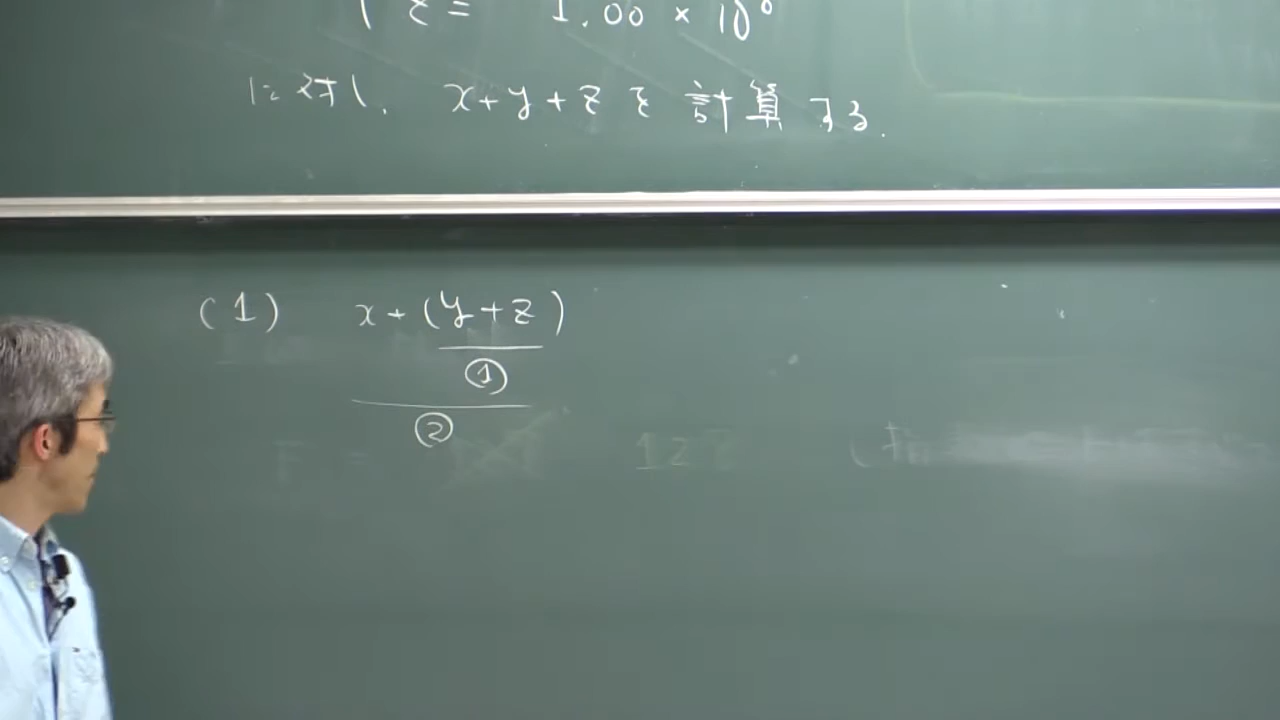 z = 1.00 × 10⁰
に対し、 x+y+z を 計算する.
(1) x+(y+z)
①
②